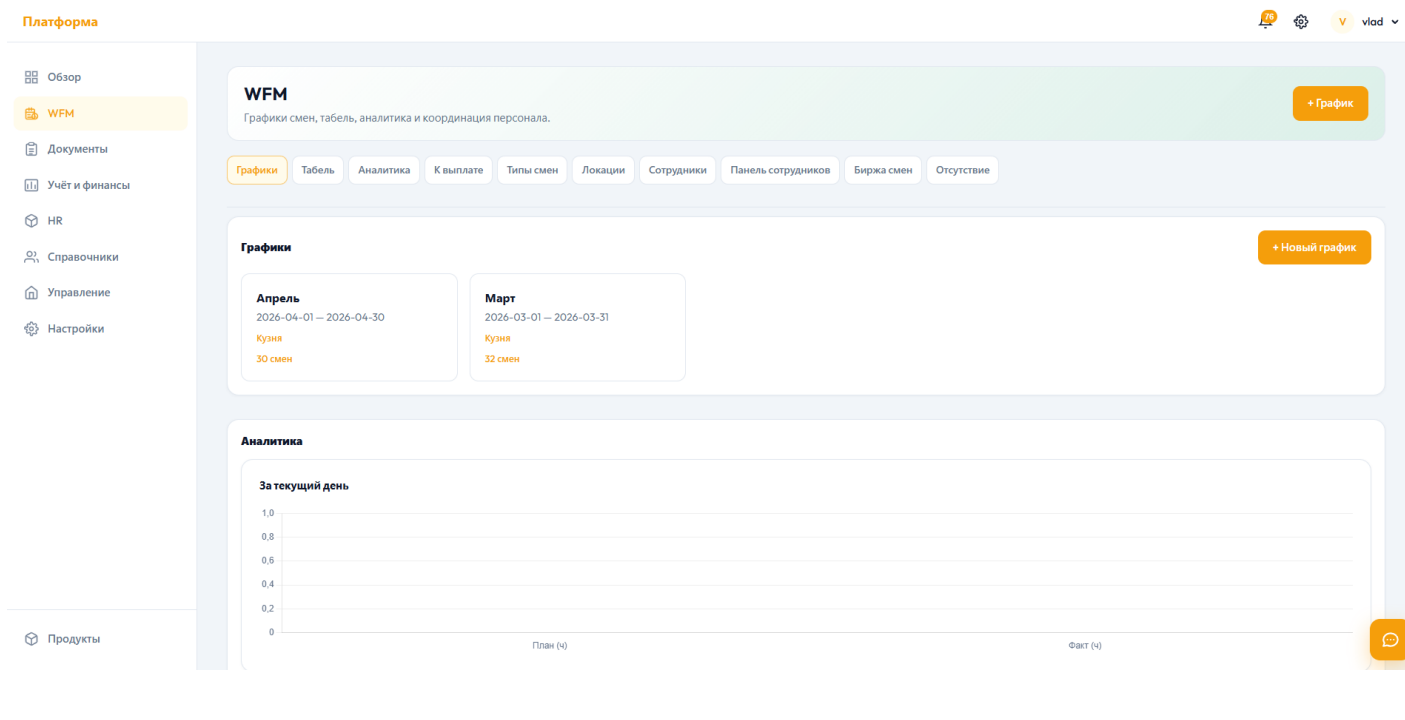 Платформа
76
V
vlad
Обзор
WFM
Документы
Учёт и финансы
HR
Справочники
Управление
Настройки
Продукты
WFM
Графики смен, табель, аналитика и координация персонала.
+ График
Графики
Табель
Аналитика
К выплате
Типы смен
Локации
Сотрудники
Панель сотрудников
Биржа смен
Отсутствие
Графики
+ Новый график
Апрель
2026-04-01 — 2026-04-30
Кузня
30 смен
Март
2026-03-01 — 2026-03-31
Кузня
32 смен
Аналитика
За текущий день
1,0
0,8
0,6
0,4
0,2
0
План (ч)
Факт (ч)